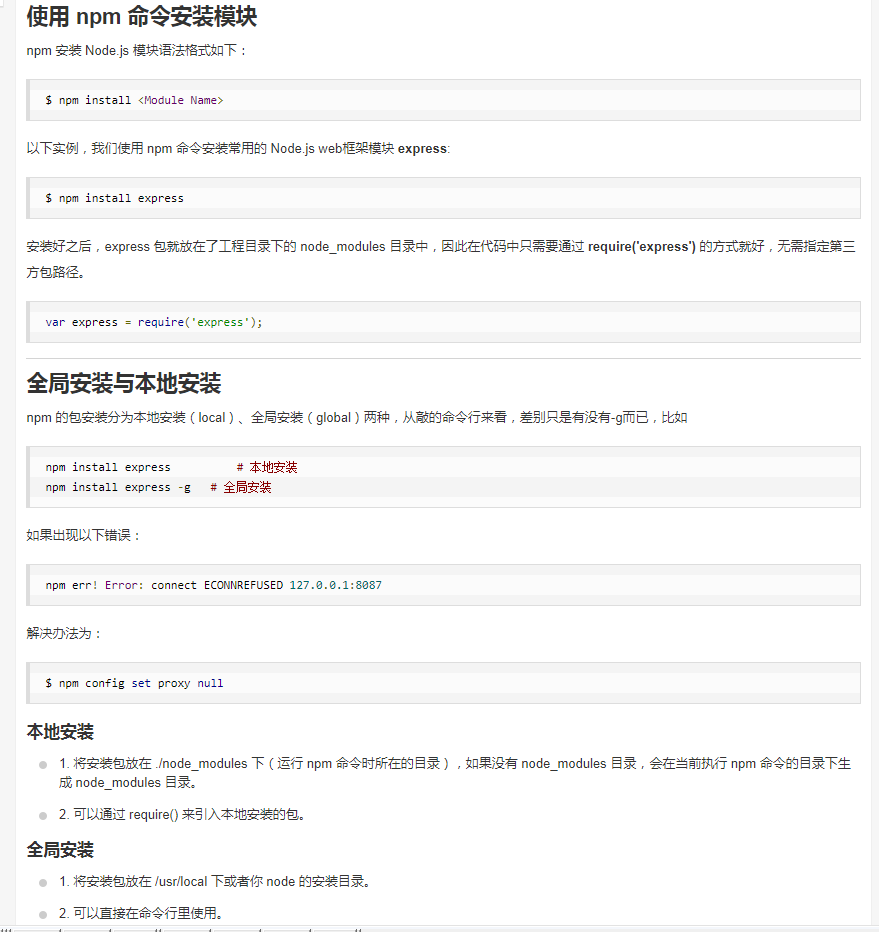 使用 npm 命令安装模块
npm 安装 Node.js 模块语法格式如下：
$ npm install <Module Name>
以下实例，我们使用 npm 命令安装常用的 Node.js web框架模块 express:
$ npm install express
安装好之后，express 包就放在了工程目录下的 node_modules 目录中，因此在代码中只需要通过 require('express') 的方式就好，无需指定第三
方包路径。
var express = require('express');
全局安装与本地安装
npm 的包安装分为本地安装（local）、全局安装（global）两种，从敲的命令行来看，差别只是有没有-g而已，比如
npm install express          # 本地安装
npm install express -g   # 全局安装
如果出现以下错误：
npm err! Error: connect ECONNREFUSED 127.0.0.1:8087
解决办法为：
$ npm config set proxy null
本地安装
1. 将安装包放在 ./node_modules 下（运行 npm 命令时所在的目录），如果没有 node_modules 目录，会在当前执行 npm 命令的目录下生
成 node_modules 目录。
2. 可以通过 require() 来引入本地安装的包。
全局安装
1. 将安装包放在 /usr/local 下或者你 node 的安装目录。
2. 可以直接在命令行里使用。